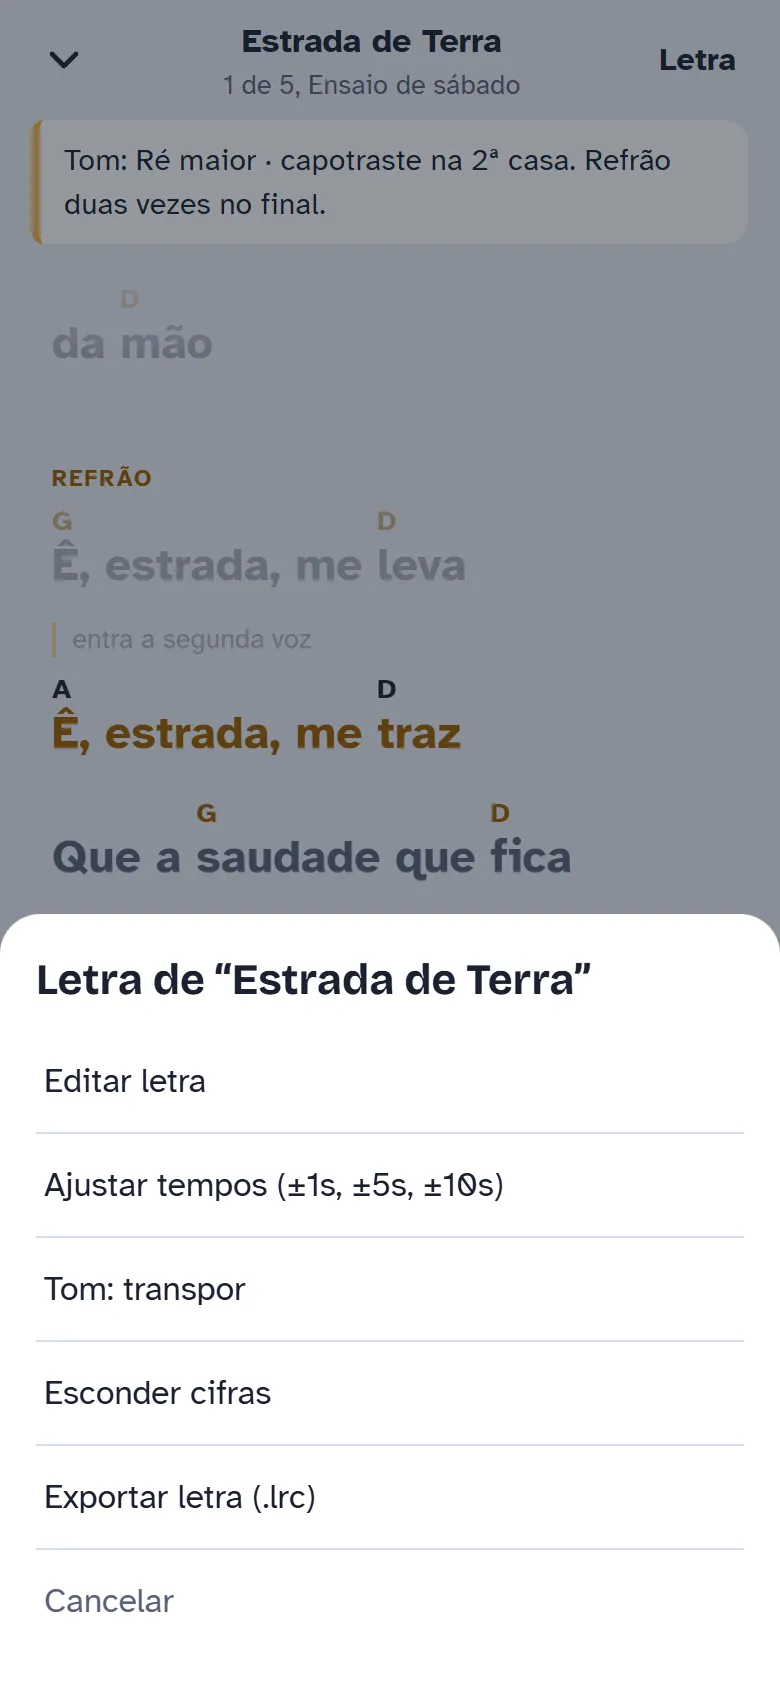 Estrada de Terra
1 de 5, Ensaio de sábado
Letra
Tom: Ré maior · capotraste na 2ª casa. Refrão
duas vezes no final.
D
da mão
REFRÃO
G D
Ê, estrada, me leva
entra a segunda voz
A D
Ê, estrada, me traz
G D
Que a saudade que fica
Letra de “Estrada de Terra”
Editar letra
Ajustar tempos (±1s, ±5s, ±10s)
Tom: transpor
Esconder cifras
Exportar letra (.lrc)
Cancelar